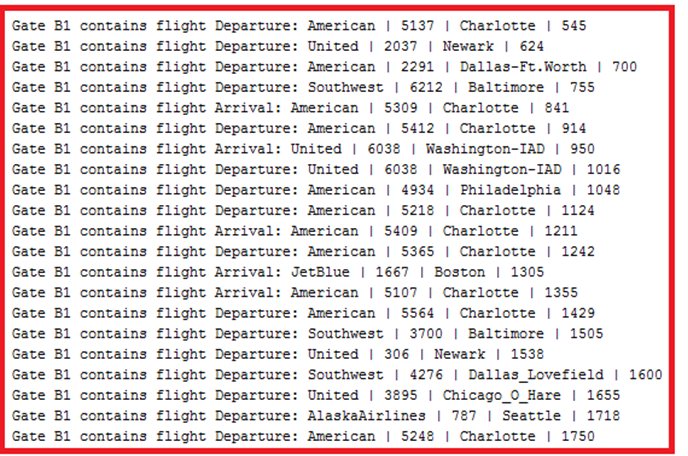 Gate B1 contains flight Departure: American | 5137 | Charlotte | 545
Gate B1 contains flight Departure: United | 2037 | Newark | 624
Gate B1 contains flight Departure: American | 2291 | Dallas-Ft.Worth | 700
Gate B1 contains flight Departure: Southwest | 6212 | Baltimore | 755
Gate B1 contains flight Arrival: American | 5309 | Charlotte | 841
Gate B1 contains flight Departure: American | 5412 | Charlotte | 914
Gate B1 contains flight Arrival: United | 6038 | Washington-IAD | 950
Gate B1 contains flight Departure: United | 6038 | Washington-IAD | 1016
Gate B1 contains flight Departure: American | 4934 | Philadelphia | 1048
Gate B1 contains flight Departure: American | 5218 | Charlotte | 1124
Gate B1 contains flight Arrival: American | 5409 | Charlotte | 1211
Gate B1 contains flight Departure: American | 5365 | Charlotte | 1242
Gate B1 contains flight Arrival: JetBlue | 1667 | Boston | 1305
Gate B1 contains flight Arrival: American | 5107 | Charlotte | 1355
Gate B1 contains flight Departure: American | 5564 | Charlotte | 1429
Gate B1 contains flight Departure: Southwest | 3700 | Baltimore | 1505
Gate B1 contains flight Departure: United | 306 | Newark | 1538
Gate B1 contains flight Departure: Southwest | 4276 | Dallas_Lovefield | 1600
Gate B1 contains flight Departure: United | 3895 | Chicago_O_Hare | 1655
Gate B1 contains flight Departure: AlaskaAirlines | 787 | Seattle | 1718
Gate B1 contains flight Departure: American | 5248 | Charlotte | 1750